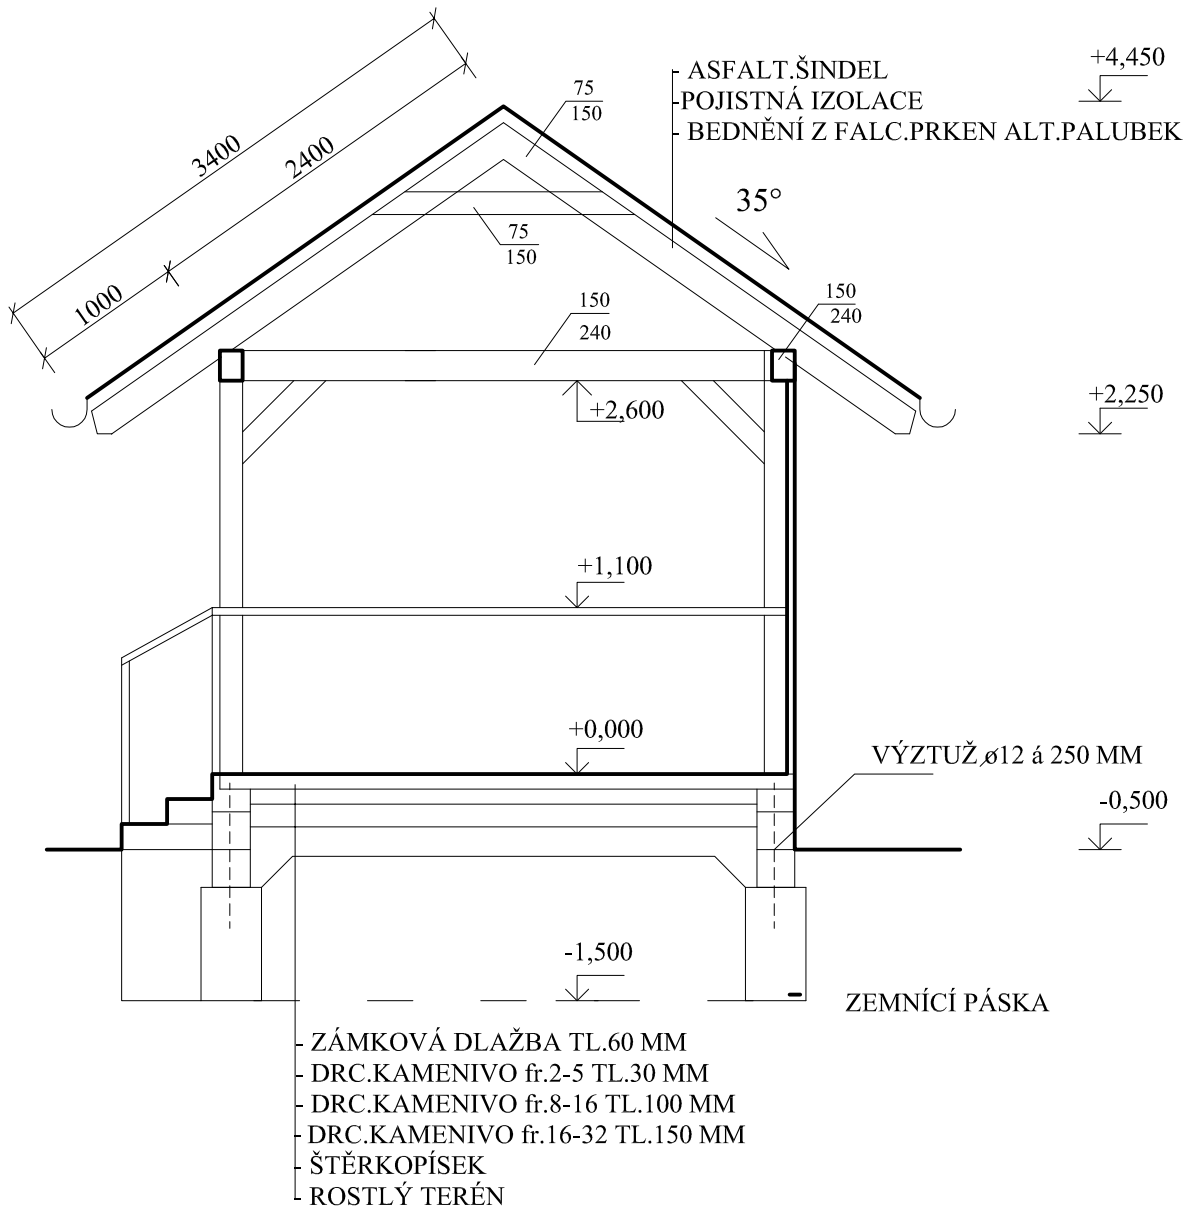 +4,450
- ASFALT.ŠINDEL
-POJISTNÁ IZOLACE
- BEDNĚNÍ Z FALC.PRKEN ALT.PALUBEK
75
150
3400
2400
1000
35°
75
150
150
240
150
240
+2,600
+2,250
+1,100
+0,000
VÝZTUŽ ø12 á 250 MM
-0,500
-1,500
ZEMNÍCÍ PÁSKA
- ZÁMKOVÁ DLAŽBA TL.60 MM
- DRC.KAMENIVO fr.2-5 TL.30 MM
- DRC.KAMENIVO fr.8-16 TL.100 MM
- DRC.KAMENIVO fr.16-32 TL.150 MM
- ŠTĚRKOPÍSEK
- ROSTLÝ TERÉN